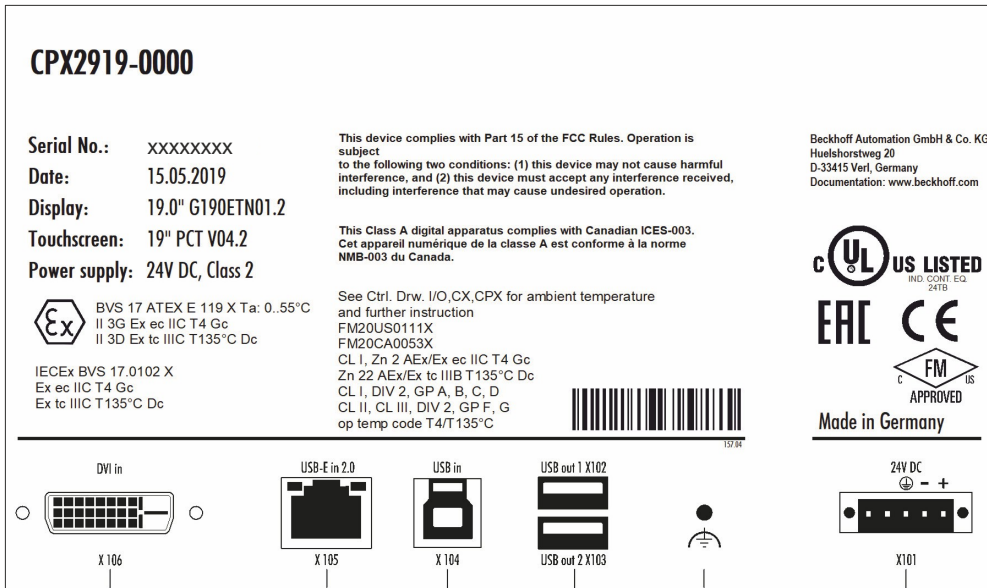 CPX2919-0000
Serial No.: XXXXXXXX
Date: 15.05.2019
Display: 19.0" G190ETN01.2
Touchscreen: 19" PCT V04.2
Power supply: 24V DC, Class 2
Ex
BVS 17 ATEX E 119 X Ta: 0..55°C
II 3G Ex ec IIC T4 Gc
II 3D Ex tc IIIC T135°C Dc
IECEx BVS 17.0102 X
Ex ec IIC T4 Gc
Ex tc IIIC T135°C Dc
This device complies with Part 15 of the FCC Rules. Operation is
subject
to the following two conditions: (1) this device may not cause harmful
interference, and (2) this device must accept any interference received,
including interference that may cause undesired operation.
This Class A digital apparatus complies with Canadian ICES-003.
Cet appareil numérique de la classe A est conforme à la norme
NMB-003 du Canada.
See Ctrl. Drw. I/O,CX,CPX for ambient temperature
and further instruction
FM20US0111X
FM20CA0053X
CL I, Zn 2 AEx/Ex ec IIC T4 Gc
Zn 22 AEx/Ex tc IIIB T135°C Dc
CL I, DIV 2, GP A, B, C, D
CL II, CL III, DIV 2, GP F, G
op temp code T4/T135°C
157.04
Beckhoff Automation GmbH & Co. KG
Huelshorstweg 20
D-33415 Verl, Germany
Documentation: www.beckhoff.com
C UL US LISTED
IND. CONT. EQ.
24TB
EAC CE
C FM US
APPROVED
Made in Germany
DVI in
X 106
USB-E in 2.0
X 105
USB in
X 104
USB out 1 X102
USB out 2 X103
24V DC
- +
X101